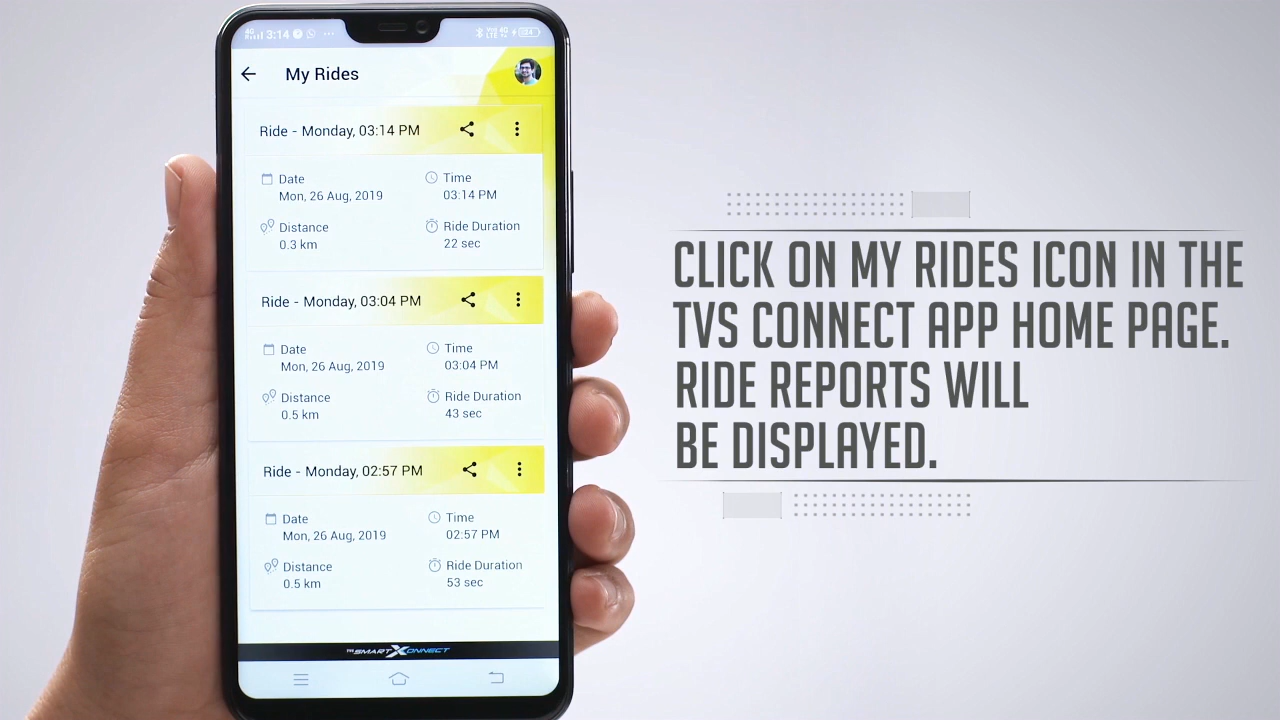 4G 3:14
VoLTE 4G 24
My Rides
Ride - Monday, 03:14 PM
Date
Mon, 26 Aug, 2019
Time
03:14 PM
Distance
0.3 km
Ride Duration
22 sec
Ride - Monday, 03:04 PM
Date
Mon, 26 Aug, 2019
Time
03:04 PM
Distance
0.5 km
Ride Duration
43 sec
Ride - Monday, 02:57 PM
Date
Mon, 26 Aug, 2019
Time
02:57 PM
Distance
0.5 km
Ride Duration
53 sec
SMARTXONNECT
CLICK ON MY RIDES ICON IN THE
TVS CONNECT APP HOME PAGE.
RIDE REPORTS WILL
BE DISPLAYED.